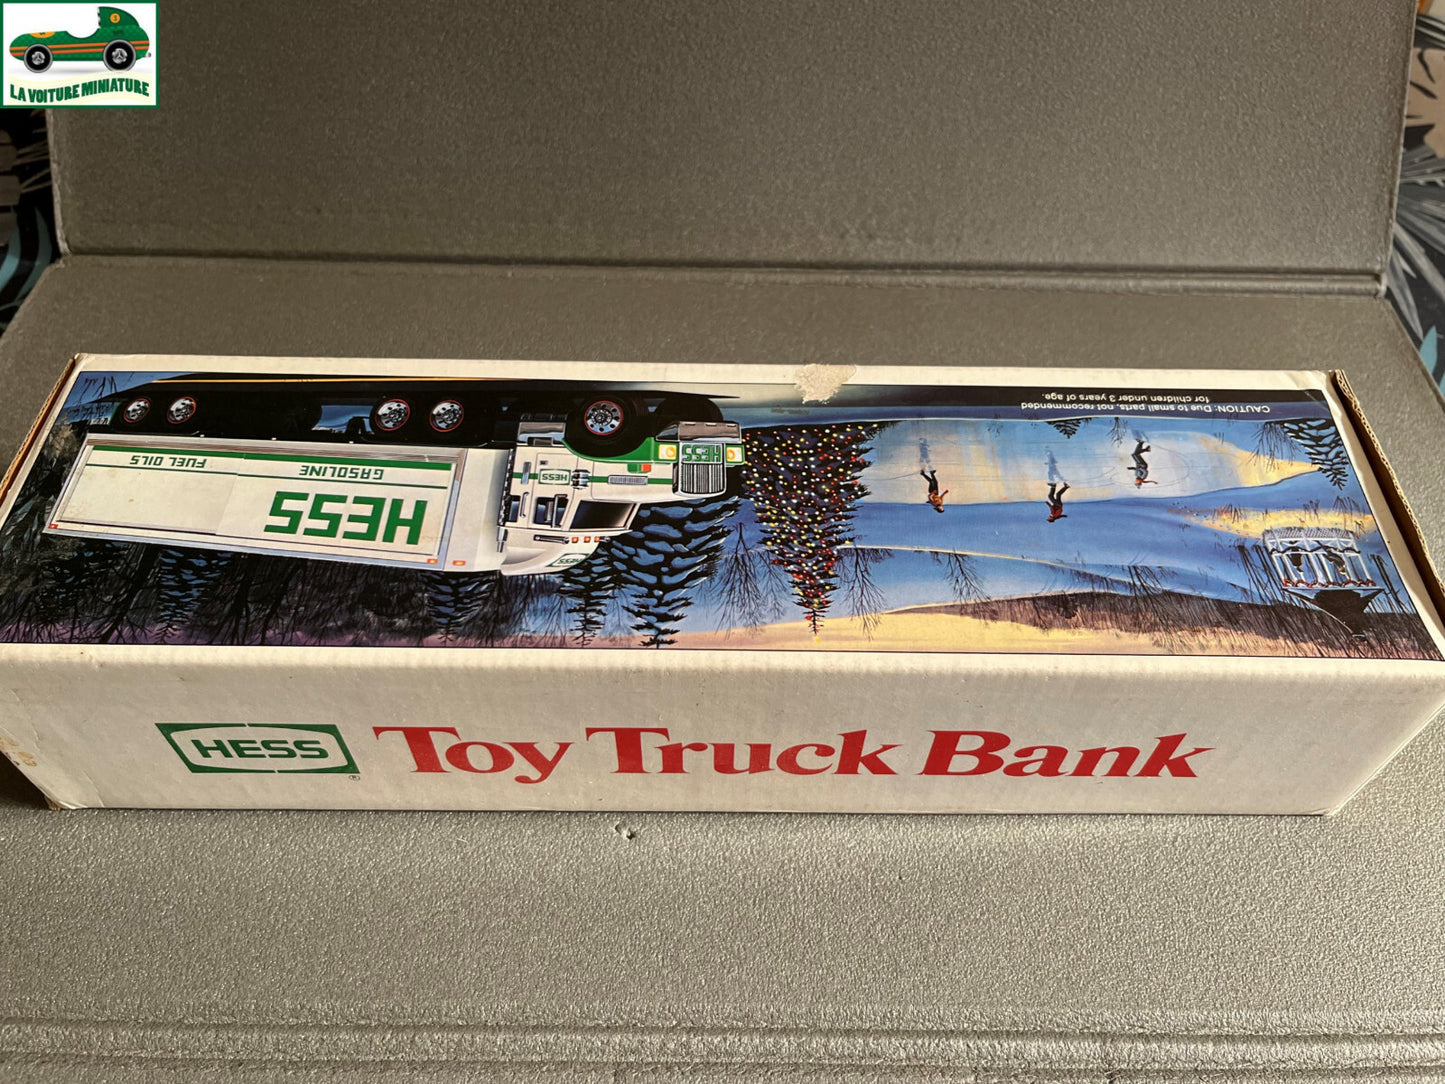 LA VOITURE MINIATURE
CAUTION: Due to small parts, not recommended
for children under 3 years of age.
FUEL OILS
GASOLINE
HESS
HESS
HESS
HESS ® Toy Truck Bank